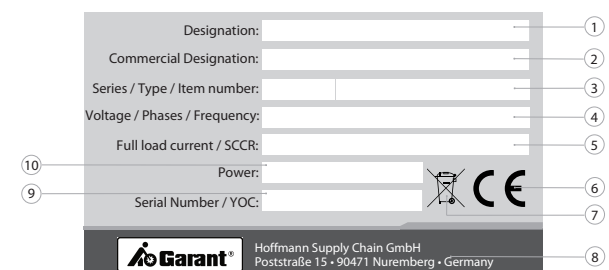 Designation:
1
Commercial Designation:
2
Series / Type / Item number:
3
Voltage / Phases / Frequency:
4
Full load current / SCCR:
5
10
Power:
9
Serial Number / YOC:
CE
6
7
Garant®
Hoffmann Supply Chain GmbH
Poststraße 15 • 90471 Nuremberg • Germany
8